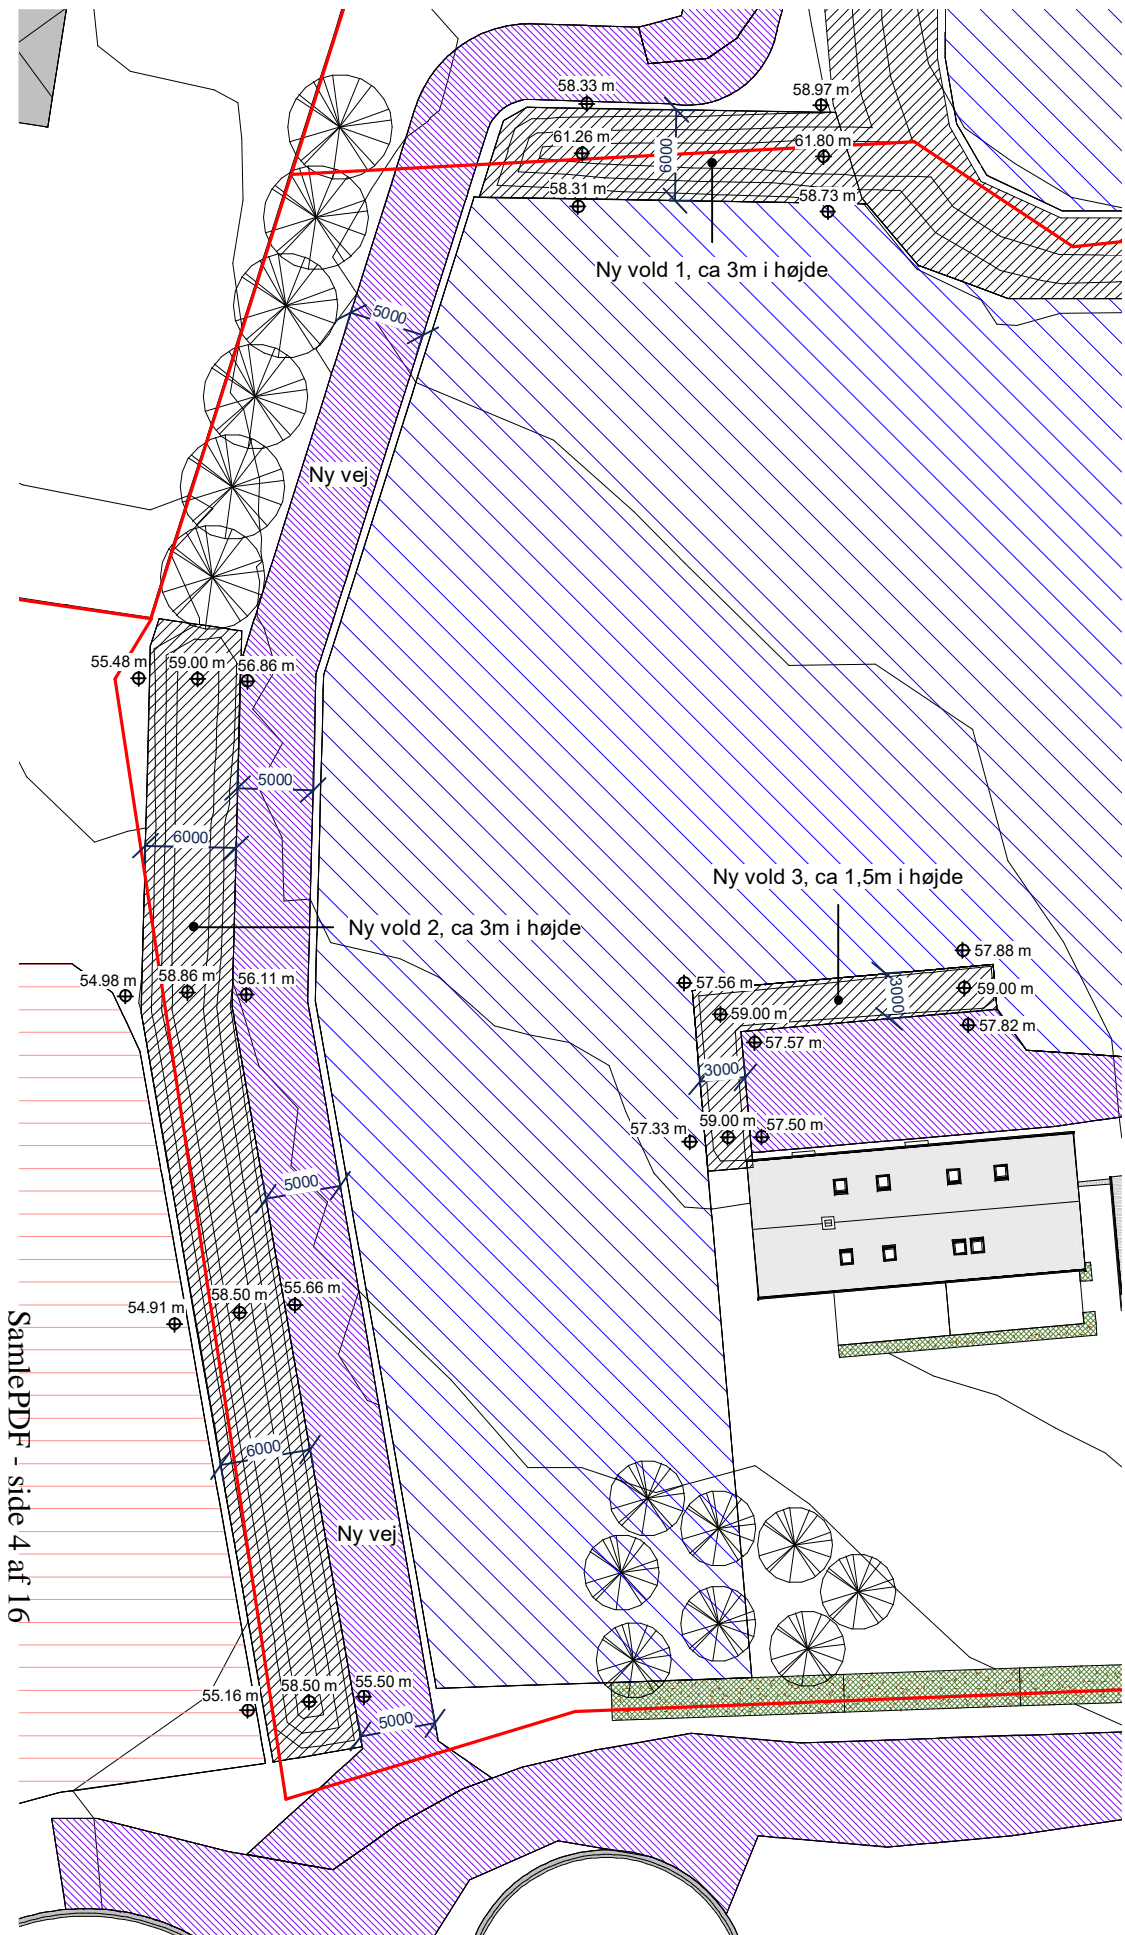 58.33 m
58.97 m
61.26 m
6000
61.80 m
58.31 m
58.73 m
Ny vold 1, ca 3m i højde
5000
Ny vej
55.48 m
59.00 m
56.86 m
5000
6000
Ny vold 3, ca 1,5m i højde
Ny vold 2, ca 3m i højde
57.88 m
54.98 m
58.86 m
56.11 m
57.56 m
3000
59.00 m
59.00 m
57.82 m
57.57 m
3000
57.33 m
59.00 m
57.50 m
5000
54.91 m
58.50 m
55.66 m
6000
Ny vej
55.16 m
58.50 m
55.50 m
5000
SamlePDF - side 4 af 16